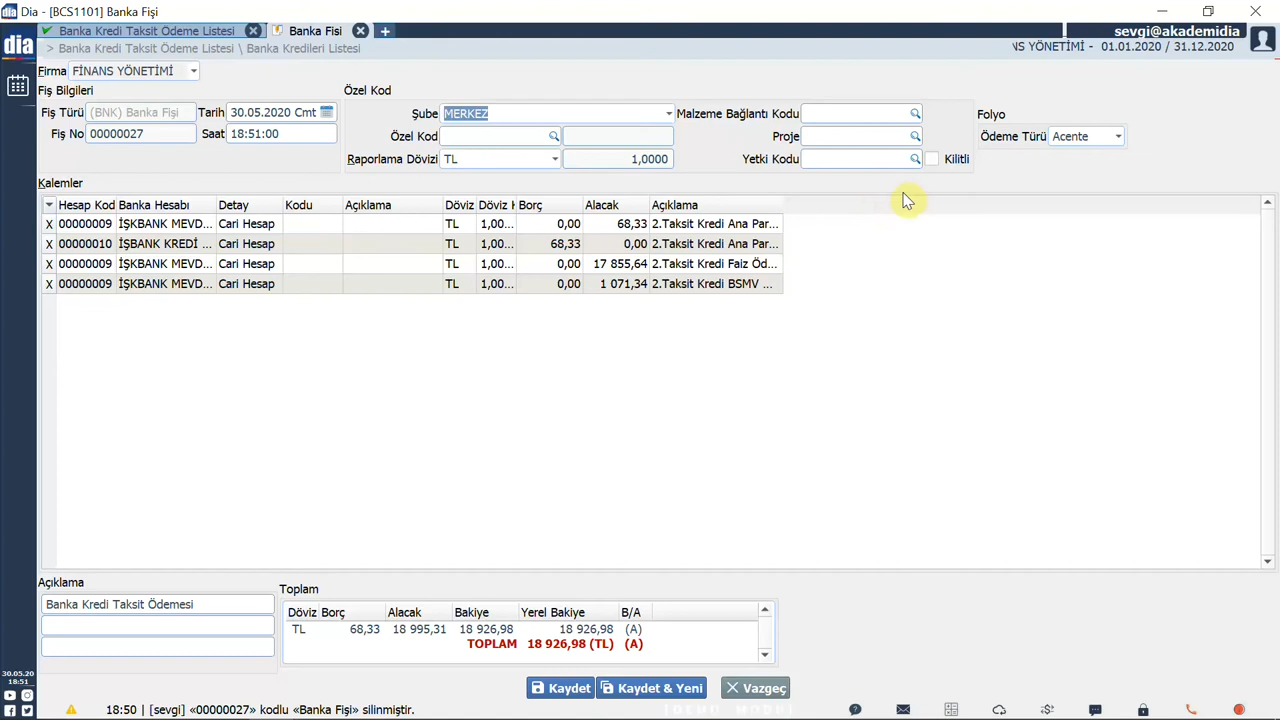 Dia - [BCS1101] Banka Fişi
dia
Banka Kredi Taksit Ödeme Listesi
Banka Fisi
sevgi@akademidia
> Banka Kredi Taksit Ödeme Listesi \ Banka Kredileri Listesi
YÖNETİMİ - 01.01.2020 / 31.12.2020
Firma FİNANS YÖNETİMİ
Fiş Bilgileri
Özel Kod
Fiş Türü (BNK) Banka Fişi Tarih 30.05.2020 Cmt Şube MERKEZ Malzeme Bağlantı Kodu Folyo
Fiş No 00000027 Saat 18:51:00 Özel Kod Proje Ödeme Türü Acente
Raporlama Dövizi TL 1,0000 Yetki Kodu Kilitli
Kalemler
Hesap Kod Banka Hesabı Detay Kodu Açıklama Döviz Döviz Borç Alacak Açıklama
X 00000009 İŞKBANK MEVD... Cari Hesap TL 1,00... 0,00 68,33 2.Taksit Kredi Ana Par...
X 00000010 İŞBANK KREDİ ... Cari Hesap TL 1,00... 68,33 0,00 2.Taksit Kredi Ana Par...
X 00000009 İŞKBANK MEVD... Cari Hesap TL 1,00... 0,00 17 855,64 2.Taksit Kredi Faiz Öd...
X 00000009 İŞKBANK MEVD... Cari Hesap TL 1,00... 0,00 1 071,34 2.Taksit Kredi BSMV ...
Açıklama
Toplam
Banka Kredi Taksit Ödemesi
Döviz Borç Alacak Bakiye Yerel Bakiye B/A
TL 68,33 18 995,31 18 926,98 18 926,98 (A)
TOPLAM 18 926,98 (TL) (A)
Kaydet Kaydet & Yeni Vazgeç
30.05.20
18:51
18:50 | [sevgi] «00000027» kodlu «Banka Fişi» silinmiştir.